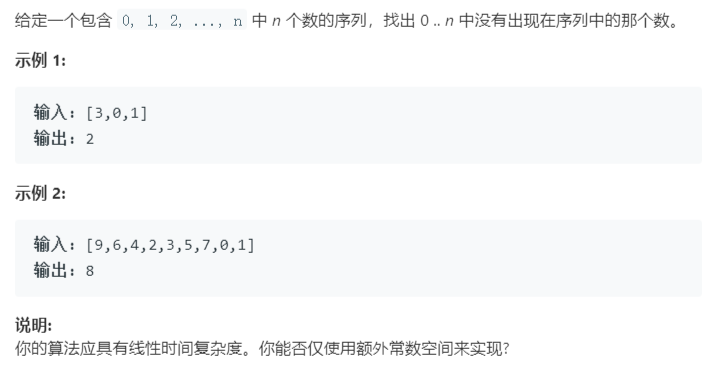 给定一个包含 0, 1, 2, ..., n 中 n 个数的序列，找出 0 .. n 中没有出现在序列中的那个数。
示例 1:
输入: [3,0,1]
输出: 2
示例 2:
输入: [9,6,4,2,3,5,7,0,1]
输出: 8
说明:
你的算法应具有线性时间复杂度。你能否仅使用额外常数空间来实现?